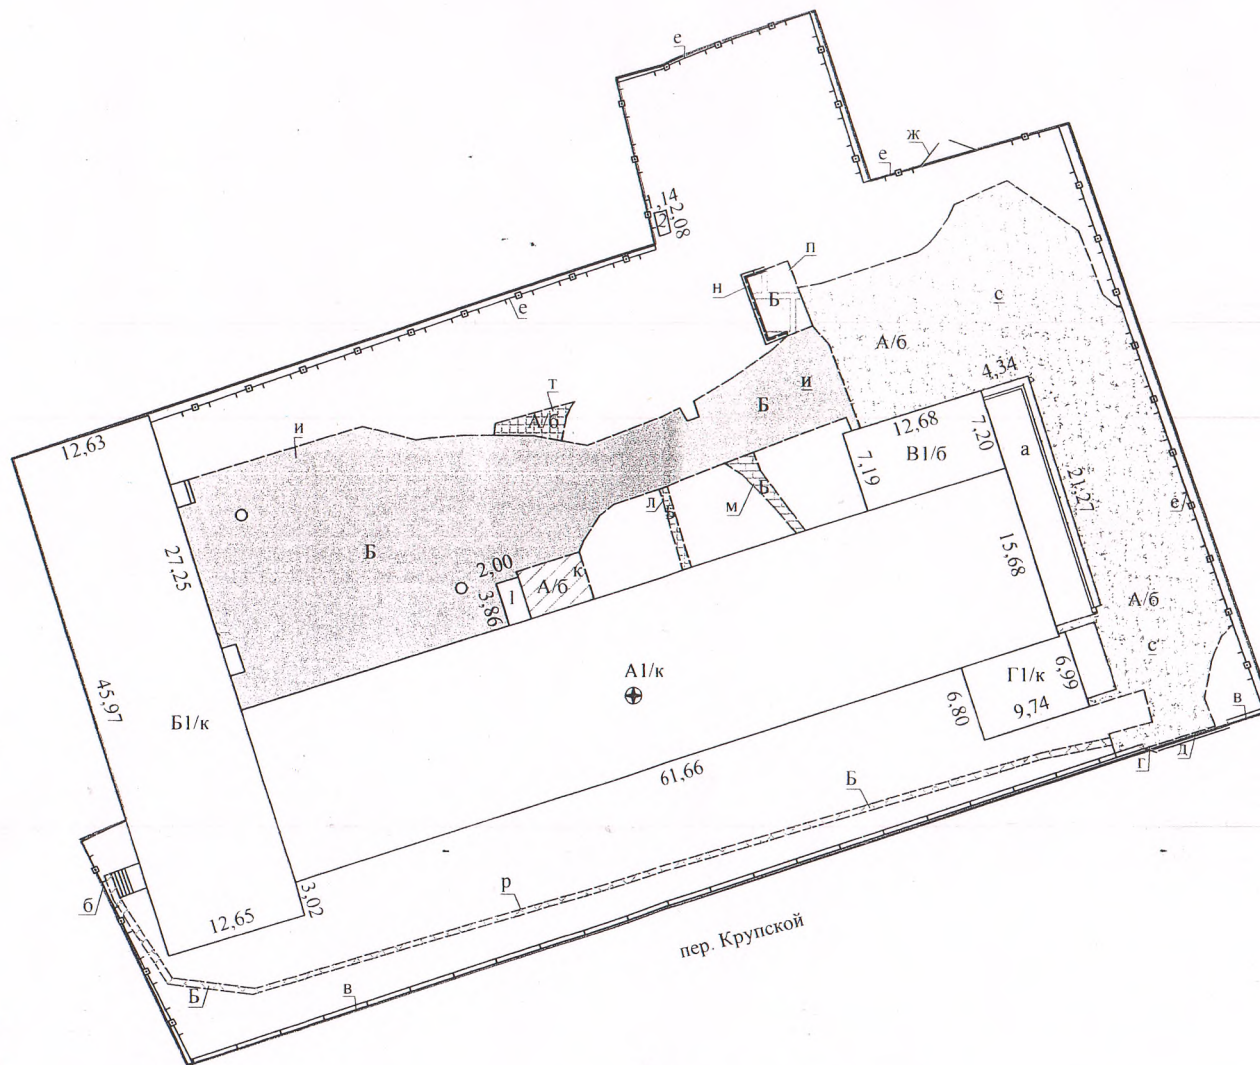 е
ж
е
1,14
2
2,08
п
н
Б
с
е
А/б
и
4,34
т
А/б
Б
12,68
7,20
а
и
В1/б
12,63
7,19
Б
21,27
е
л
Б
м
Б
27,25
15,68
2,00
к
А/б
1
3,86
А/б
с
А1/к
Г1/к
6,99
45,97
Б1/к
6,80
9,74
в
61,66
г
д
Б
3,02
р
б
12,65
пер. Крупской
Б
в